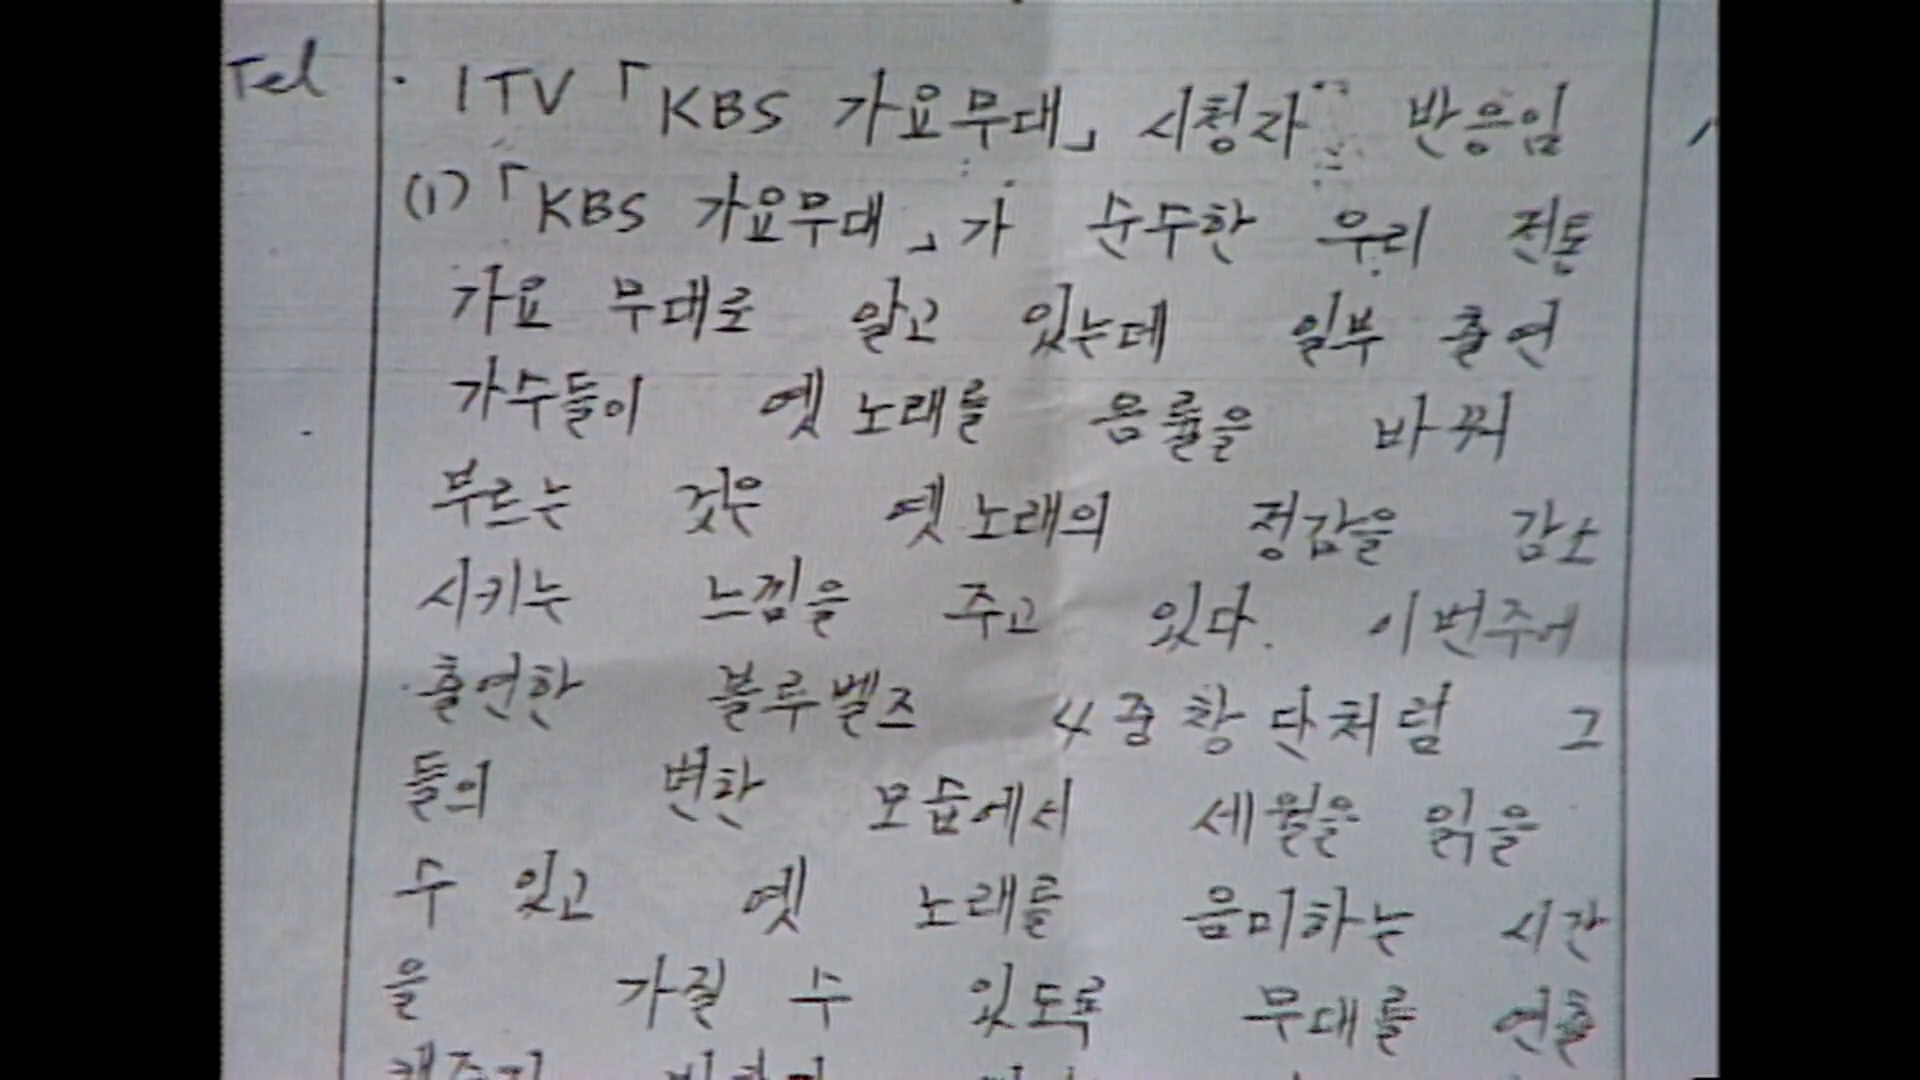 Tel · 1TV 「KBS 가요무대」 시청자 반응임
(1) 「KBS 가요무대」가 순수한 우리 전통
가요 무대로 알고 있는데 일부 출연
가수들이 옛 노래를 음률을 바꿔
부르는 것은 옛 노래의 정감을 감소
시키는 느낌을 주고 있다. 이번주에
출연한 블루벨즈 4중창단처럼 그
들의 변한 모습에서 세월을 읽을
수 있고 옛 노래를 음미하는 시간
을 가질 수 있도록 무대를 연출